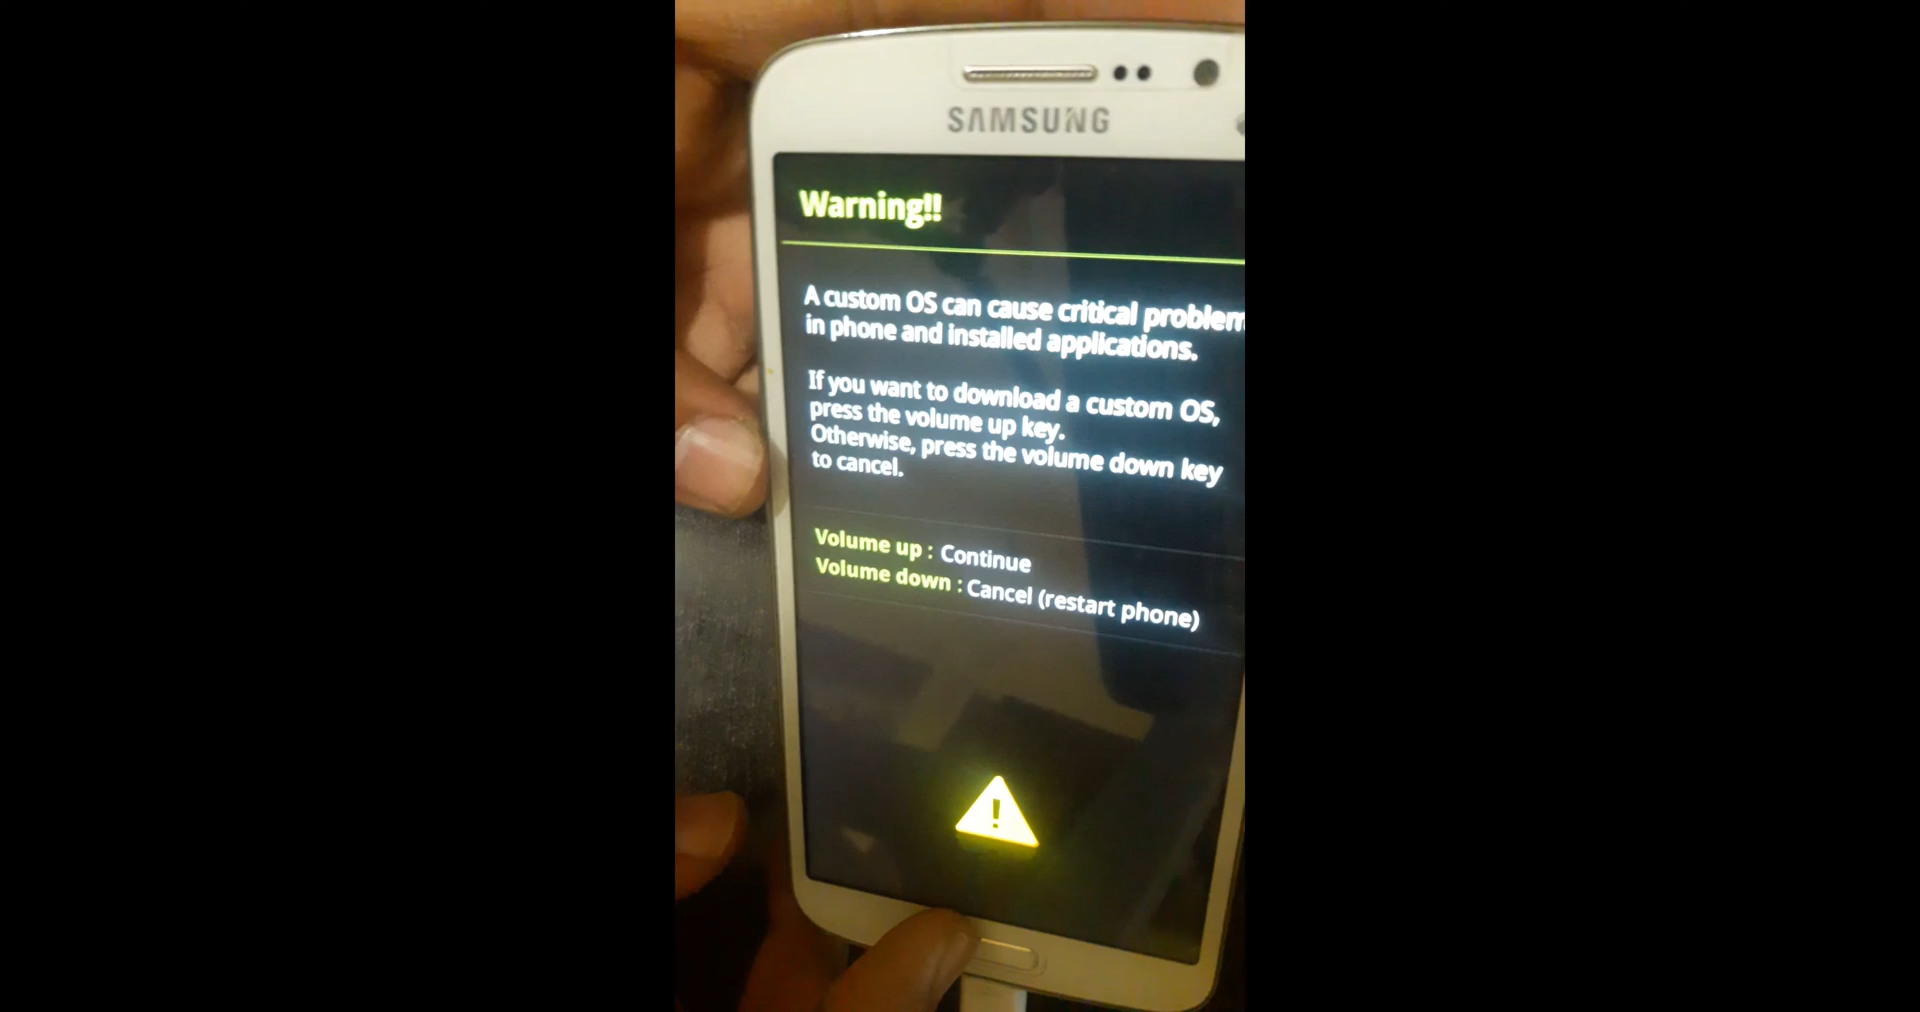 SAMSUNG
Warning!!
A custom OS can cause critical problem
in phone and installed applications.
If you want to download a custom OS,
press the volume up key.
Otherwise, press the volume down key
to cancel.
Volume up : Continue
Volume down : Cancel (restart phone)